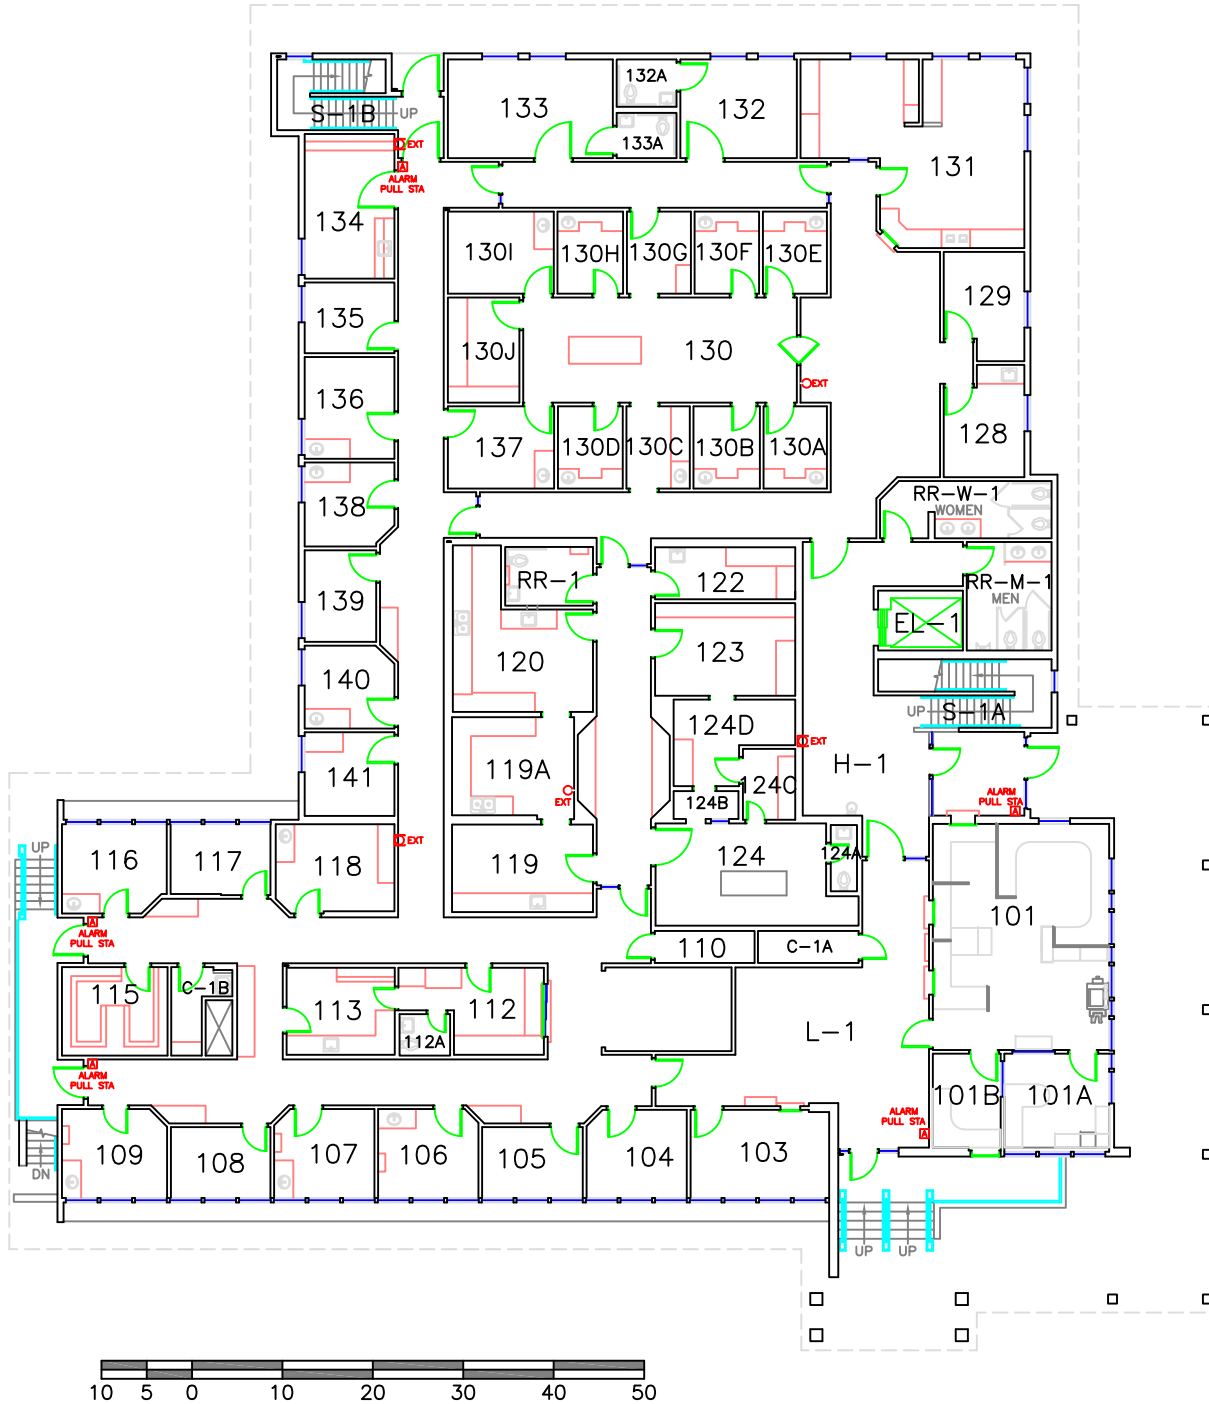 132A
133
132
S-1B
UP
133A
EXT
131
ALARM
PULL STA
134
130I
130H
130G
130F
130E
129
135
130J
130
EXT
136
128
137
130D
130C
130B
130A
RR-W-1
WOMEN
138
RR-1
122
RR-M-1
MEN
139
EL-1
120
123
140
UP
S-1A
124D
EXT
119A
H-1
141
124C
ALARM
PULL STA
EXT
124B
EXT
UP
116
117
118
119
124
124A
101
ALARM
PULL STA
110
C-1A
115
C-1B
113
112
L-1
112A
ALARM
PULL STA
101B
101A
ALARM
PULL STA
109
108
107
106
105
104
103
DN
UP
UP
10 5 0 10 20 30 40 50